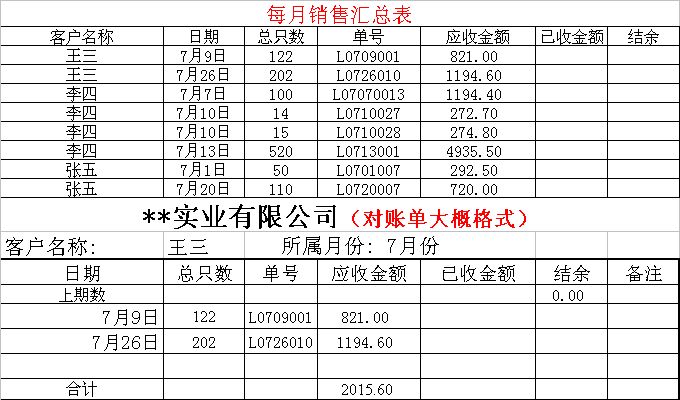 每月销售汇总表
客户名称 日期 总只数 单号 应收金额 已收金额 结余
王三 7月9日 122 L0709001 821.00
王三 7月26日 202 L0726010 1194.60
李四 7月7日 100 L07070013 1194.40
李四 7月10日 14 L0710027 272.70
李四 7月10日 15 L0710028 274.80
李四 7月13日 520 L0713001 4935.50
张五 7月1日 50 L0701007 292.50
张五 7月20日 110 L0720007 720.00
**实业有限公司(对账单大概格式)
客户名称: 王三 所属月份: 7月份
日期 总只数 单号 应收金额 已收金额 结余 备注
上期数 0.00
7月9日 122 L0709001 821.00
7月26日 202 L0726010 1194.60
合计 2015.60